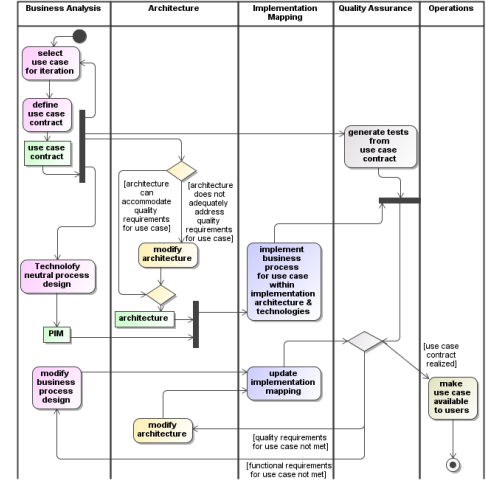 Business Analysis
Architecture
Implementation
Mapping
Quality Assurance
Operations
select
use case
for iteration
define
use case
contract
use case
contract
generate tests
from
use case
contract
[architecture
can
accommodate
quality
requirements
for use case]
[architecture
does not
adequately
address
quality
requirements
for use case]
modify
architecture
implement
business
process
for use case
within
implementation
architecture &
technologies
Technolofy
neutral process
design
architecture
PIM
[use case
contract
realized]
modify
business
process
design
update
implementation
mapping
make
use case
available
to users
modify
architecture
[quality requirements
for use case not met]
[functional requirements
for use case not met]